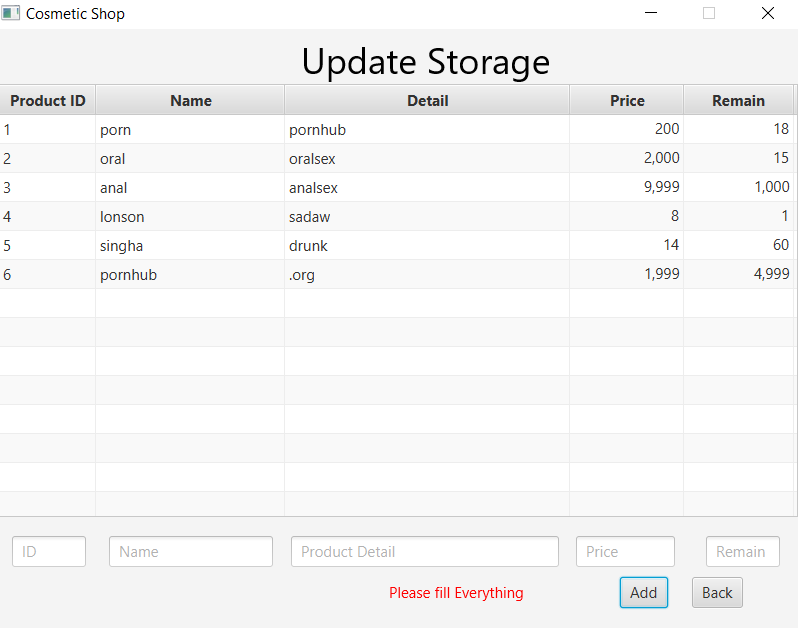 Cosmetic Shop
Update Storage
Product ID Name Detail Price Remain
1 porn pornhub 200 18
2 oral oralsex 2,000 15
3 anal analsex 9,999 1,000
4 lonson sadaw 8 1
5 singha drunk 14 60
6 pornhub .org 1,999 4,999
ID Name Product Detail Price Remain
Please fill Everything Add Back